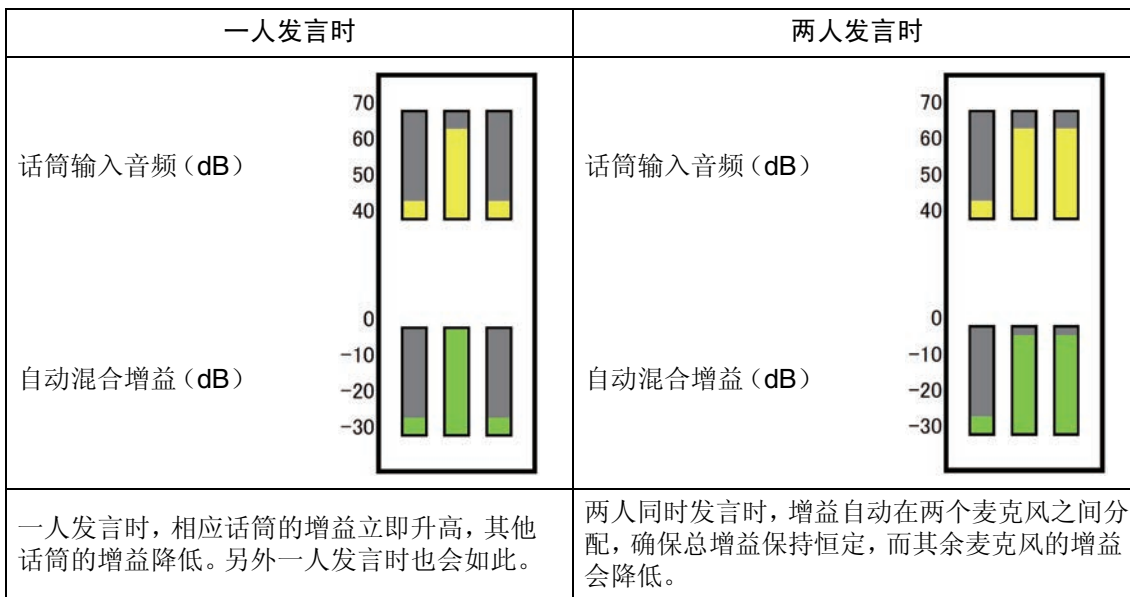 一人发言时
两人发言时
话筒输入音频（dB）
70
60
50
40
自动混合增益（dB）
0
-10
-20
-30
话筒输入音频（dB）
70
60
50
40
自动混合增益（dB）
0
-10
-20
-30
一人发言时，相应话筒的增益立即升高，其他
话筒的增益降低。另外一人发言时也会如此。
两人同时发言时，增益自动在两个麦克风之间分
配，确保总增益保持恒定，而其余麦克风的增益
会降低。